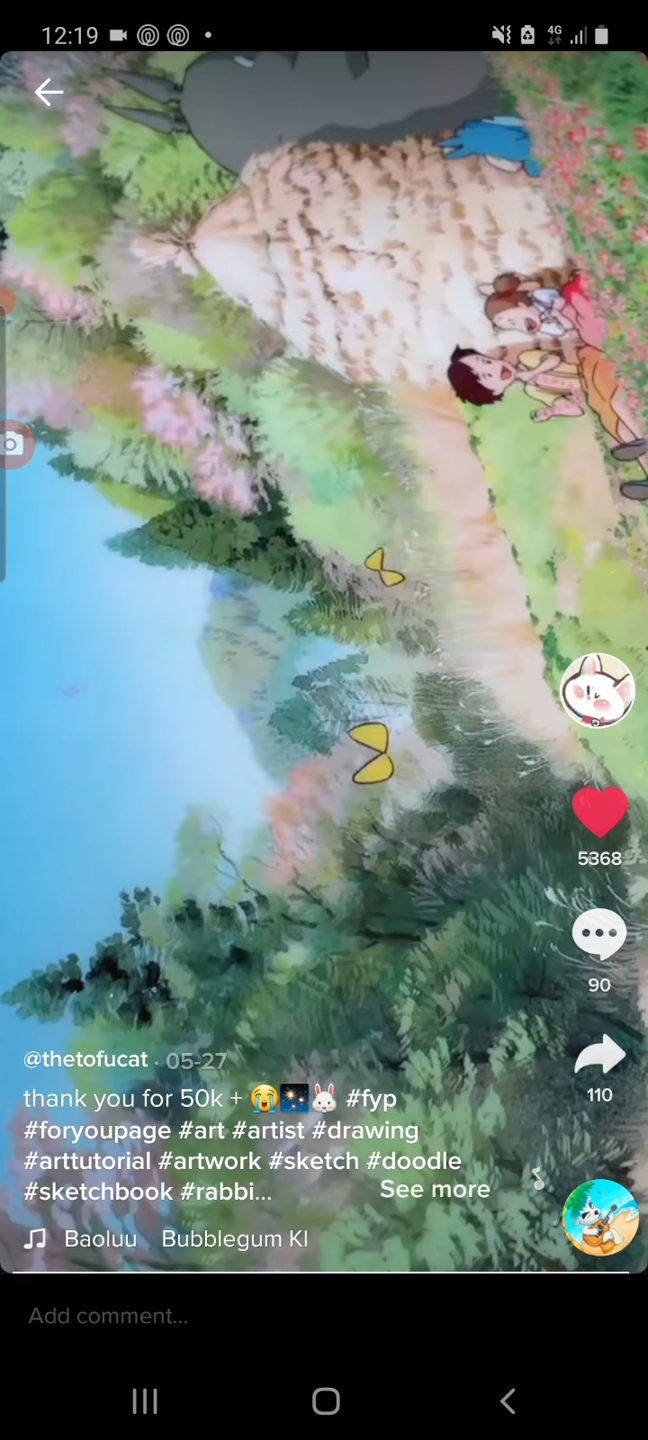 12:19
4G
5368
90
@thetofucat · 05-27
thank you for 50k + 😭🎇🐰 #fyp
110
#foryoupage #art #artist #drawing
#arttutorial #artwork #sketch #doodle
#sketchbook #rabbi... See more
Baoluu Bubblegum KI
Add comment...